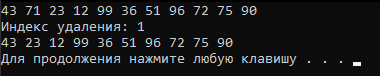 43 71 23 12 99 36 51 96 72 75 90
Индекс удаления: 1
43 23 12 99 36 51 96 72 75 90
Для продолжения нажмите любую клавишу . . .